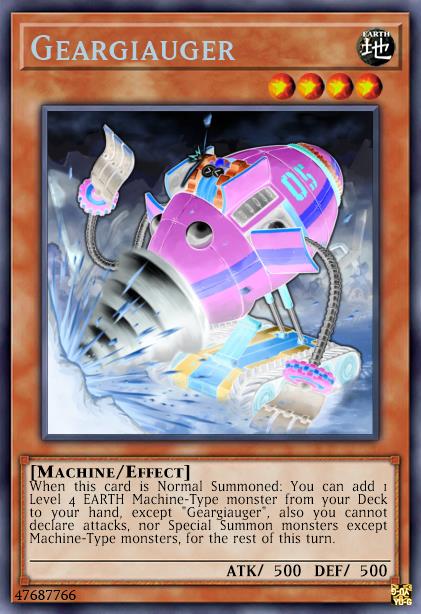 GEARGIAUGER
EARTH
地
05
[MACHINE/EFFECT]
When this card is Normal Summoned: You can add 1
Level 4 EARTH Machine-Type monster from your Deck
to your hand, except "Geargiauger", also you cannot
declare attacks, nor Special Summon monsters except
Machine-Type monsters, for the rest of this turn.
ATK/ 500 DEF/ 500
47687766